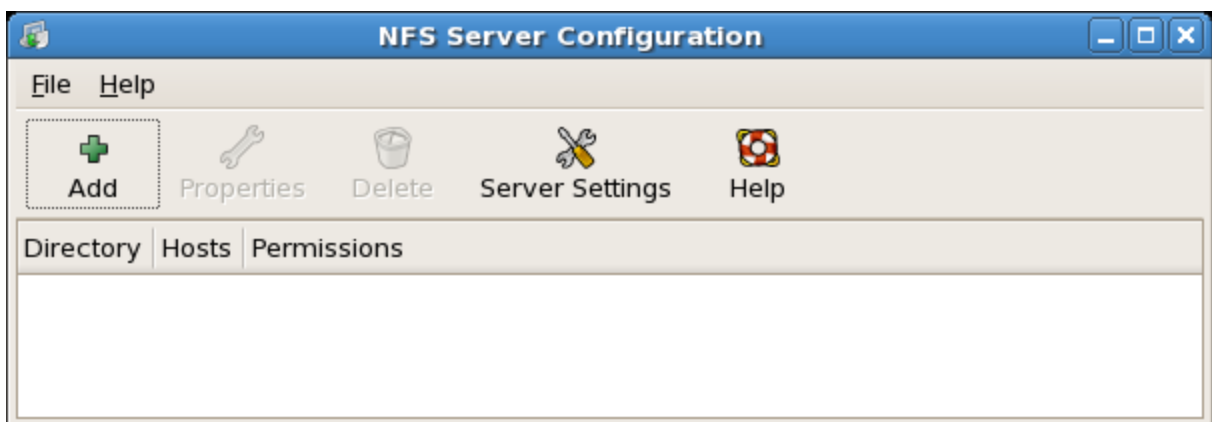 NFS Server Configuration
File Help
Add Properties Delete Server Settings Help
Directory Hosts Permissions